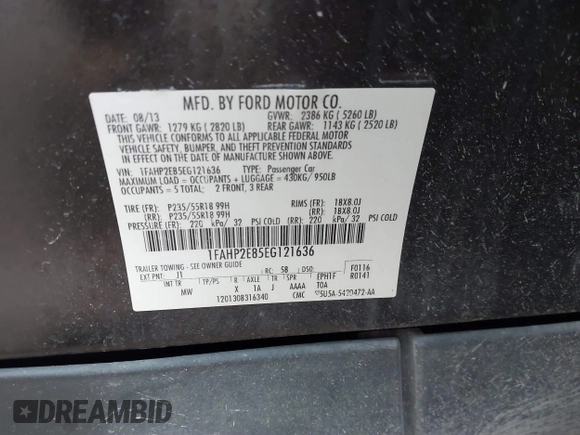 MFD. BY FORD MOTOR CO.
DATE: 08/13 GVWR: 2386 KG ( 5260 LB)
FRONT GAWR: 1279 KG ( 2820 LB) REAR GAWR: 1143 KG ( 2520 LB)
THIS VEHICLE CONFORMS TO ALL APPLICABLE FEDERAL MOTOR
VEHICLE SAFETY, BUMPER, AND THEFT PREVENTION STANDARDS
IN EFFECT ON THE DATE OF MANUFACTURE SHOWN ABOVE.
VIN: 1FAHP2E85EG121636 TYPE: Passenger Car
MAXIMUM LOAD = OCCUPANTS + LUGGAGE = 430KG/ 950LB
OCCUPANTS = 5 TOTAL: 2 FRONT, 3 REAR
TIRE (FR): P235/55R18 99H RIMS (FR): 18X8.0J
(RR): P235/55R18 99H (RR): 18X8.0J
PRESSURE (FR): 220 kPa/ 32 PSI COLD (RR): 220 kPa/ 32 PSI COLD
1FAHP2E85EG121636
TRAILER TOWING - SEE OWNER GUIDE
EXT PNT: J1 RC: 58 DSO: F0116
INT TR TP/PS R AXLE TR SPR EPH1F R0141
MW X 1A J AAAA TOA
1201308316340 CMC 5U5A-5420472-AA
DREAMBID